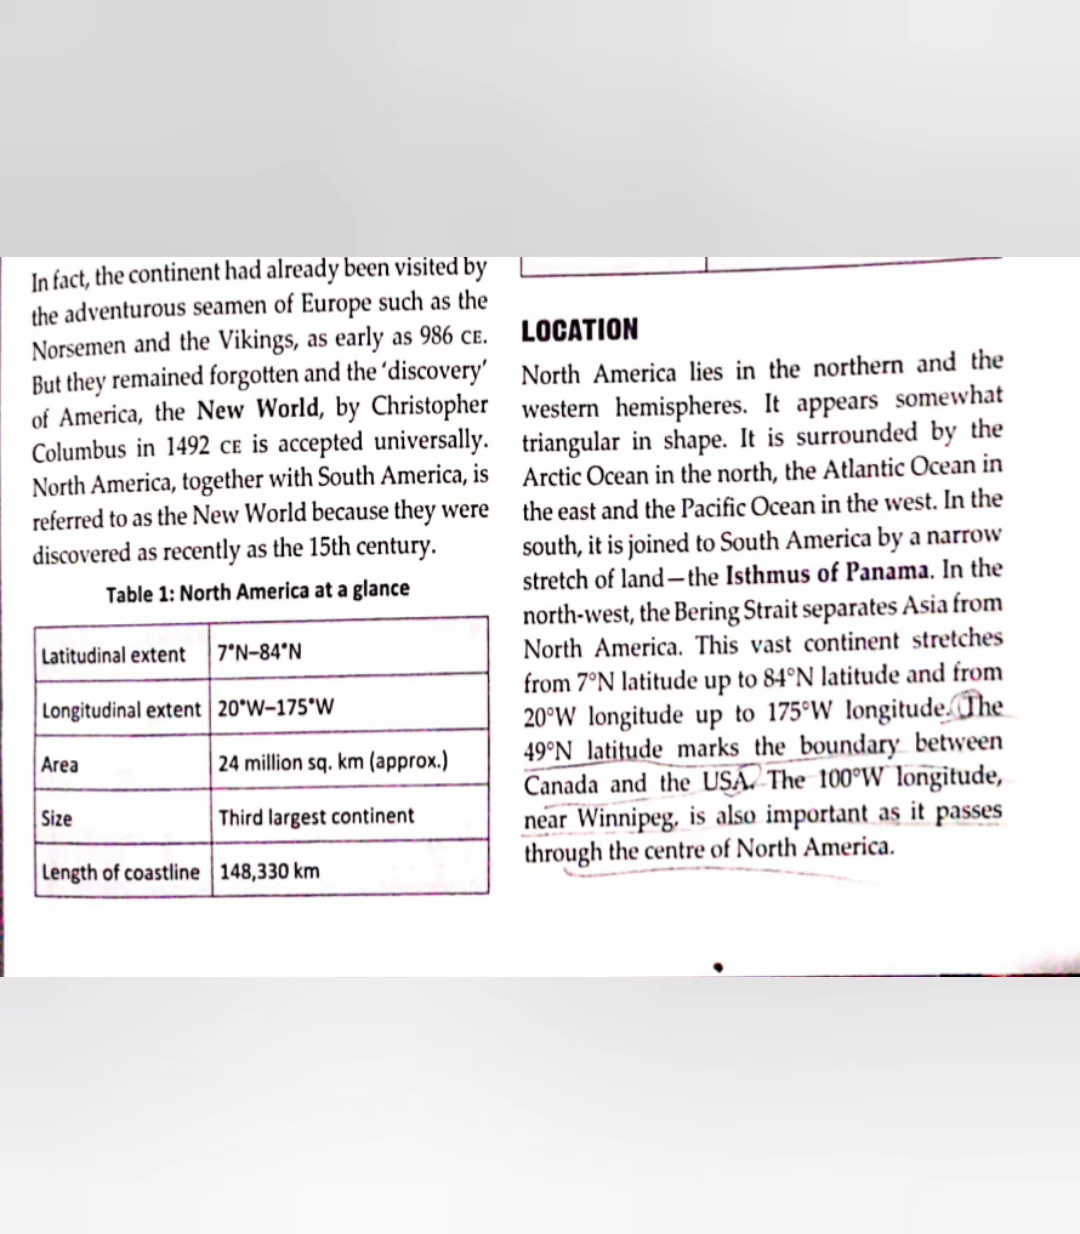 In fact, the continent had already been visited by
the adventurous seamen of Europe such as the
Norsemen and the Vikings, as early as 986 CE.
But they remained forgotten and the 'discovery'
of America, the New World, by Christopher
Columbus in 1492 CE is accepted universally.
North America, together with South America, is
referred to as the New World because they were
discovered as recently as the 15th century.
Table 1: North America at a glance
Latitudinal extent 7°N–84°N
Longitudinal extent 20°W–175°W
Area 24 million sq. km (approx.)
Size Third largest continent
Length of coastline 148,330 km
LOCATION
North America lies in the northern and the
western hemispheres. It appears somewhat
triangular in shape. It is surrounded by the
Arctic Ocean in the north, the Atlantic Ocean in
the east and the Pacific Ocean in the west. In the
south, it is joined to South America by a narrow
stretch of land—the Isthmus of Panama. In the
north-west, the Bering Strait separates Asia from
North America. This vast continent stretches
from 7°N latitude up to 84°N latitude and from
20°W longitude up to 175°W longitude. The
49°N latitude marks the boundary between
Canada and the USA. The 100°W longitude,
near Winnipeg, is also important as it passes
through the centre of North America.